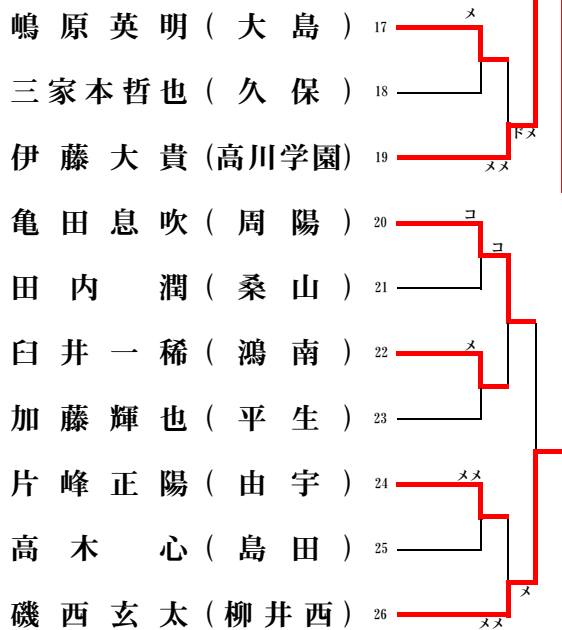 嶋原英明（大島）17 メ
三家本哲也（久保）18
ドメ
伊藤大貴（高川学園）19 メメ
亀田息吹（周陽）20 コ
コ
田内潤（桑山）21
臼井一稀（鴻南）22 メ
加藤輝也（平生）23
片峰正陽（由宇）24 メメ
高木心（島田）25
メ
磯西玄太（柳井西）26 メメ